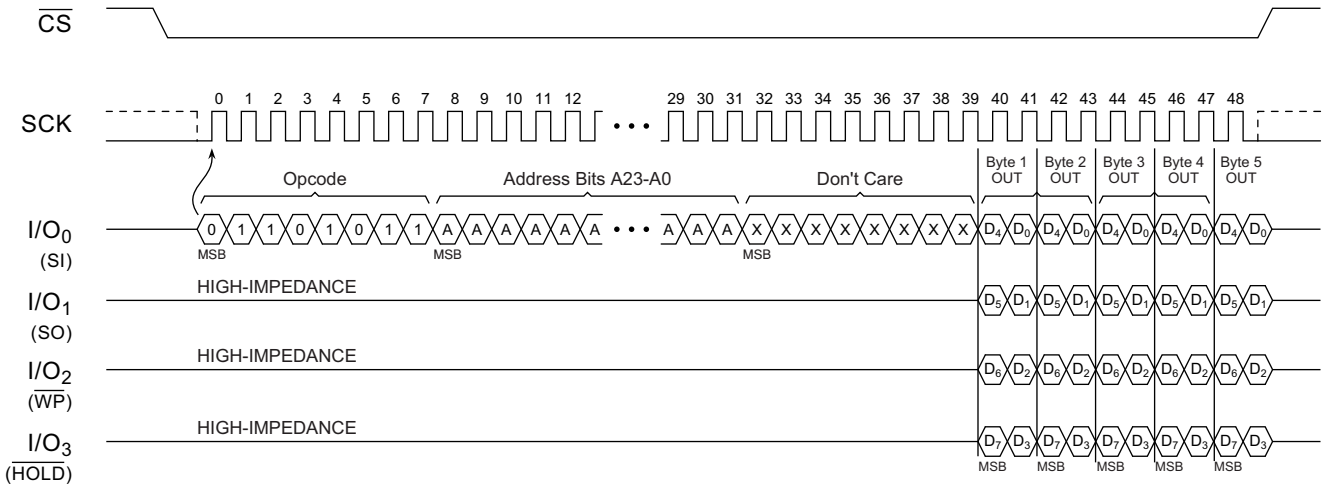 CS
SCK
0 1 2 3 4 5 6 7 8 9 10 11 12 29 30 31 32 33 34 35 36 37 38 39 40 41 42 43 44 45 46 47 48
• • •
Opcode
Address Bits A23-A0
Don't Care
Byte 1 OUT
Byte 2 OUT
Byte 3 OUT
Byte 4 OUT
Byte 5 OUT
I/O0 (SI)
0 1 1 0 1 0 1 1 A A A A A A • • • A A A X X X X X X X X D4 D0 D4 D0 D4 D0 D4 D0 D4 D0
MSB MSB MSB
HIGH-IMPEDANCE
I/O1 (SO)
D5 D1 D5 D1 D5 D1 D5 D1 D5 D1
HIGH-IMPEDANCE
I/O2 (WP)
D6 D2 D6 D2 D6 D2 D6 D2 D6 D2
HIGH-IMPEDANCE
I/O3 (HOLD)
D7 D3 D7 D3 D7 D3 D7 D3 D7 D3
MSB MSB MSB MSB MSB